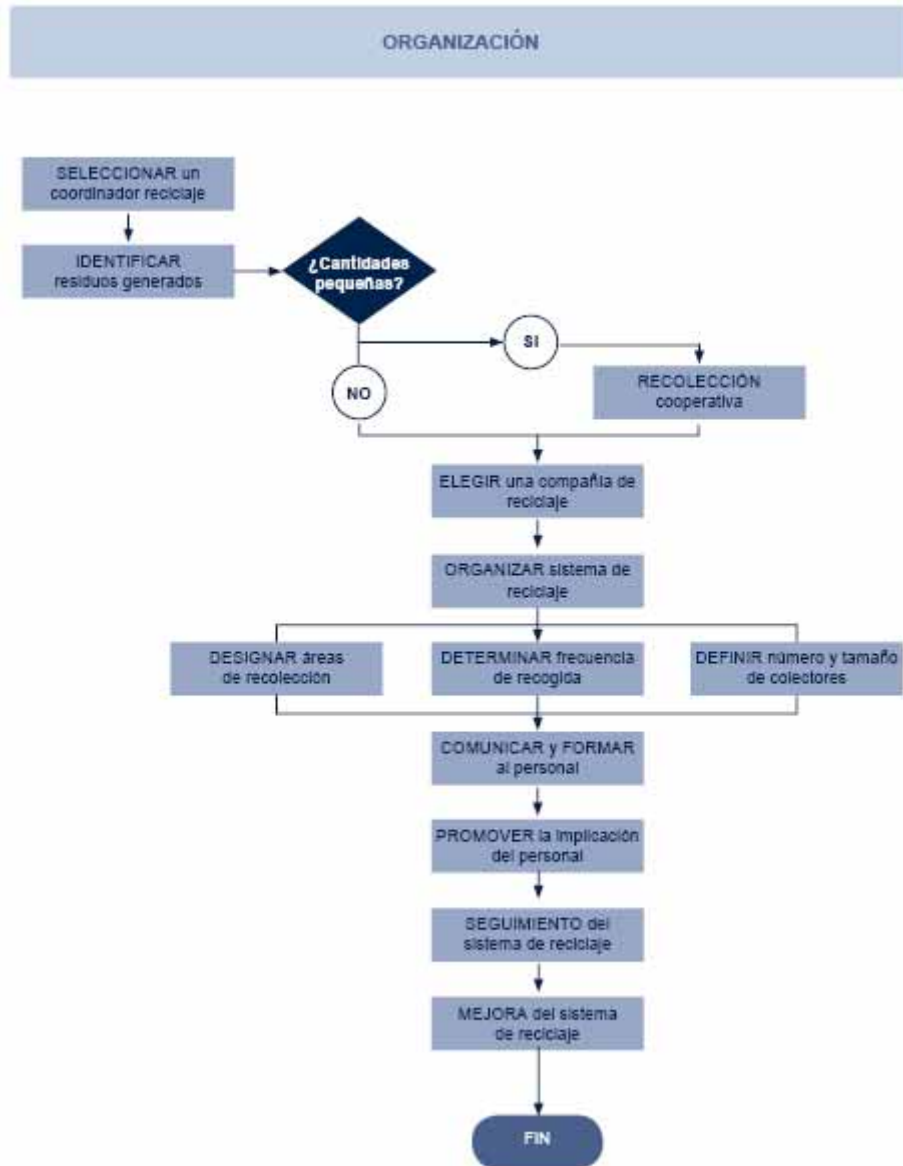 ORGANIZACIÓN
SELECCIONAR un
coordinador reciclaje
IDENTIFICAR
residuos generados
¿Cantidades
pequeñas?
SI
NO
RECOLECCIÓN
cooperativa
ELEGIR una compañía de
reciclaje
ORGANIZAR sistema de
reciclaje
DESIGNAR áreas
de recolección
DETERMINAR frecuencia
de recogida
DEFINIR número y tamaño
de colectores
COMUNICAR y FORMAR
al personal
PROMOVER la implicación
del personal
SEGUIMIENTO del
sistema de reciclaje
MEJORA del sistema
de reciclaje
FIN